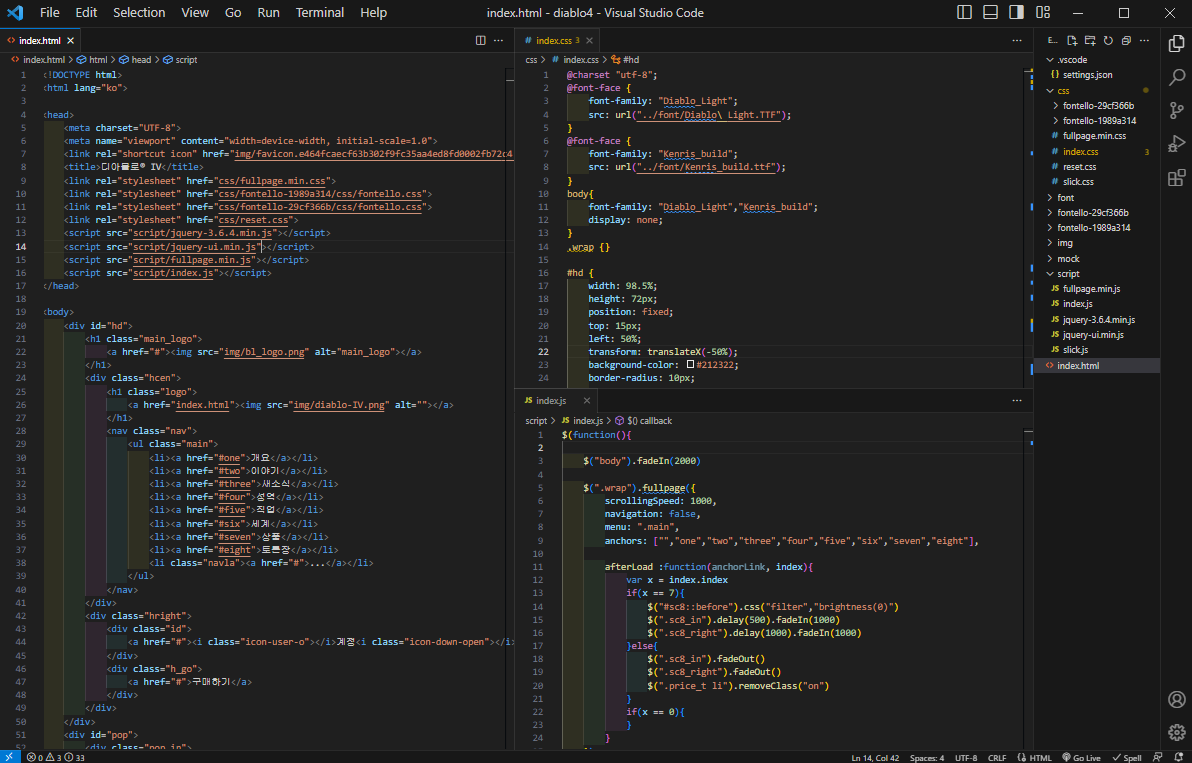 File Edit Selection View Go Run Terminal Help
index.html - diablo4 - Visual Studio Code
index.html
index.html > html > head > script
1 <!DOCTYPE html>
2 <html lang="ko">
3
4 <head>
5 <meta charset="UTF-8">
6 <meta name="viewport" content="width=device-width, initial-scale=1.0">
7 <link rel="shortcut icon" href="img/favicon.e464fcaecf63b302f9fc35aa4ed8fd0002fb72c4
8 <title>디아블로® IV</title>
9 <link rel="stylesheet" href="css/fullpage.min.css">
10 <link rel="stylesheet" href="css/fontello-1989a314/css/fontello.css">
11 <link rel="stylesheet" href="css/fontello-29cf366b/css/fontello.css">
12 <link rel="stylesheet" href="css/reset.css">
13 <script src="script/jquery-3.6.4.min.js"></script>
14 <script src="script/jquery-ui.min.js"></script>
15 <script src="script/fullpage.min.js"></script>
16 <script src="script/index.js"></script>
17 </head>
18
19 <body>
20 <div id="hd">
21 <h1 class="main_logo">
22 <a href="#"><img src="img/bl_logo.png" alt="main_logo"></a>
23 </h1>
24 <div class="hcen">
25 <h1 class="logo">
26 <a href="index.html"><img src="img/diablo-IV.png" alt=""></a>
27 </h1>
28 <nav class="nav">
29 <ul class="main">
30 <li><a href="#one">개요</a></li>
31 <li><a href="#two">이야기</a></li>
32 <li><a href="#three">새소식</a></li>
33 <li><a href="#four">성역</a></li>
34 <li><a href="#five">직업</a></li>
35 <li><a href="#six">세계</a></li>
36 <li><a href="#seven">상품</a></li>
37 <li><a href="#eight">토론장</a></li>
38 <li class="navla"><a href="#">...</a></li>
39 </ul>
40 </nav>
41 </div>
42 <div class="hright">
43 <div class="id">
44 <a href="#"><i class="icon-user-o"></i>계정<i class="icon-down-open"></i>
45 </div>
46 <div class="h_go">
47 <a href="#">구매하기</a>
48 </div>
49 </div>
50 </div>
51 <div id="pop">
52 <div class="pop_in">
index.css 3
css > index.css > #hd
1 @charset "utf-8";
2 @font-face {
3 font-family: "Diablo_Light";
4 src: url("../font/Diablo\ Light.TTF");
5 }
6 @font-face {
7 font-family: "Kenris_build";
8 src: url("../font/Kenris_build.ttf");
9 }
10 body{
11 font-family: "Diablo_Light","Kenris_build";
12 display: none;
13 }
14 .wrap {}
15
16 #hd {
17 width: 98.5%;
18 height: 72px;
19 position: fixed;
20 top: 15px;
21 left: 50%;
22 transform: translateX(-50%);
23 background-color: #212322;
24 border-radius: 10px;
index.js
script > index.js > $() callback
1 $(function(){
2
3 $("body").fadeIn(2000)
4
5 $(".wrap").fullpage({
6 scrollingSpeed: 1000,
7 navigation: false,
8 menu: ".main",
9 anchors: ["","one","two","three","four","five","six","seven","eight"],
10
11 afterLoad :function(anchorLink, index){
12 var x = index.index
13 if(x == 7){
14 $("#sc8::before").css("filter","brightness(0)")
15 $(".sc8_in").delay(500).fadeIn(1000)
16 $(".sc8_right").delay(1000).fadeIn(1000)
17 }else{
18 $(".sc8_in").fadeOut()
19 $(".sc8_right").fadeOut()
20 $(".price_t li").removeClass("on")
21 }
22 if(x == 0){
23 }
24 }
E...
.vscode
{} settings.json
css
fontello-29cf366b
fontello-1989a314
fullpage.min.css
index.css 3
reset.css
slick.css
font
fontello-29cf366b
fontello-1989a314
img
mock
script
fullpage.min.js
index.js
jquery-3.6.4.min.js
jquery-ui.min.js
slick.js
index.html
0 3 33
Ln 14, Col 42 Spaces: 4 UTF-8 CRLF HTML Go Live Spell